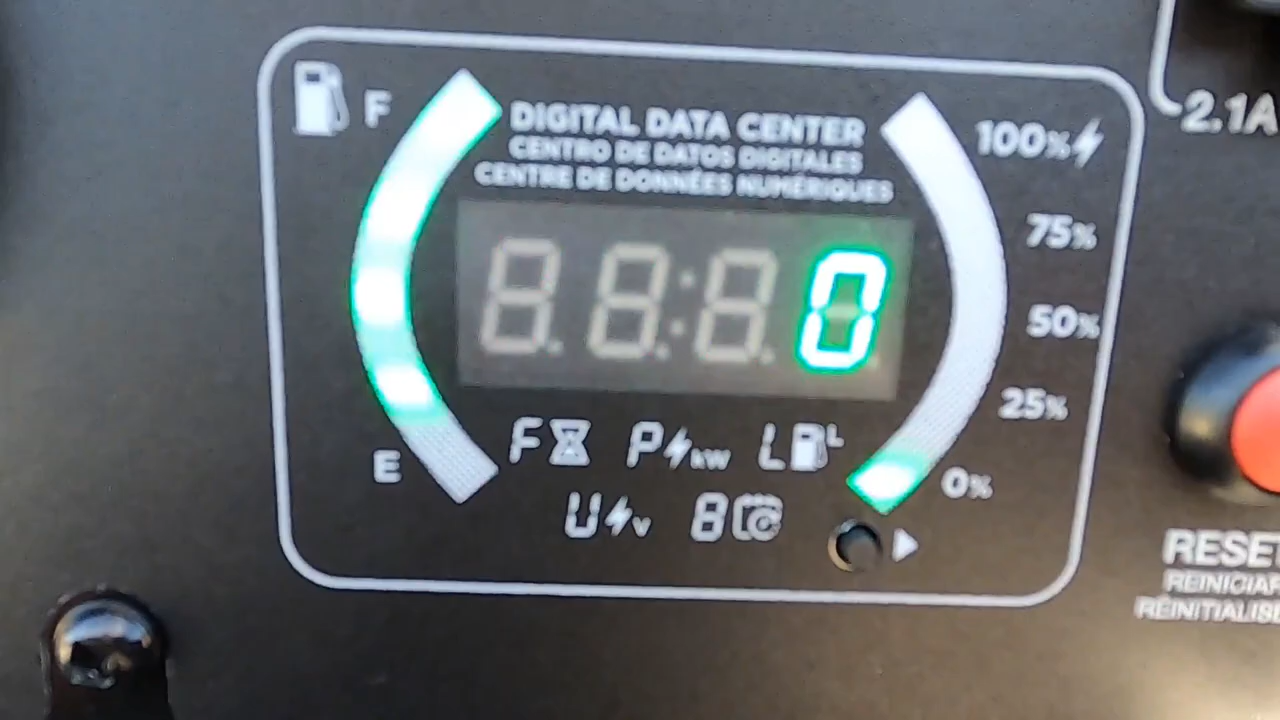 F
DIGITAL DATA CENTER
CENTRO DE DATOS DIGITALES
CENTRE DE DONNÉES NUMÉRIQUES
100%
2.1A
75%
0
50%
25%
F P kW L L
E
0%
U V 8
RESET
REINICIAR